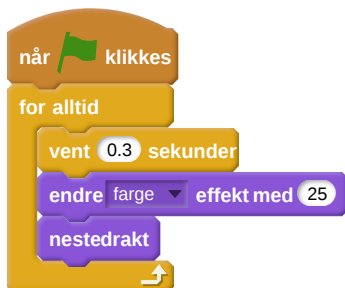 når klikkes
for alltid
vent 0.3 sekunder
endre farge effekt med 25
nestedrakt